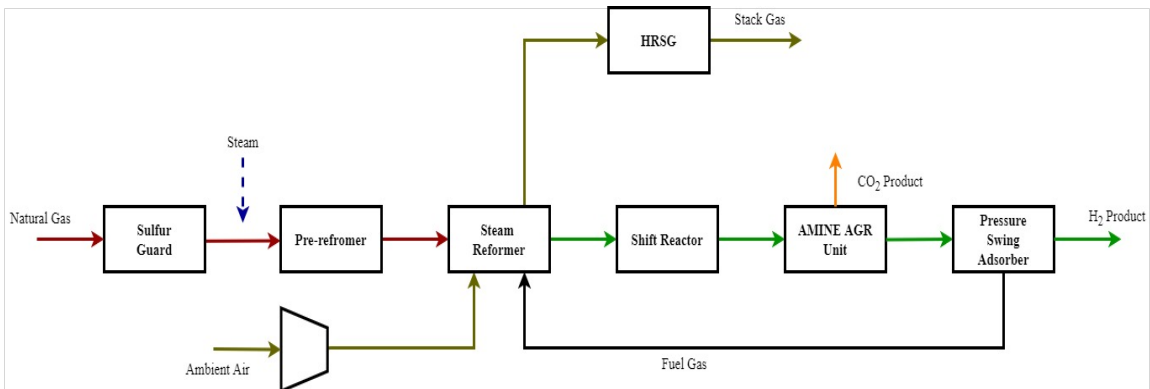 HRSG
Stack Gas
Steam
Natural Gas
Sulfur
Guard
Pre-refromer
Steam
Reformer
Shift Reactor
CO₂ Product
AMINE AGR
Unit
Pressure
Swing
Adsorber
H₂ Product
Ambient Air
Fuel Gas